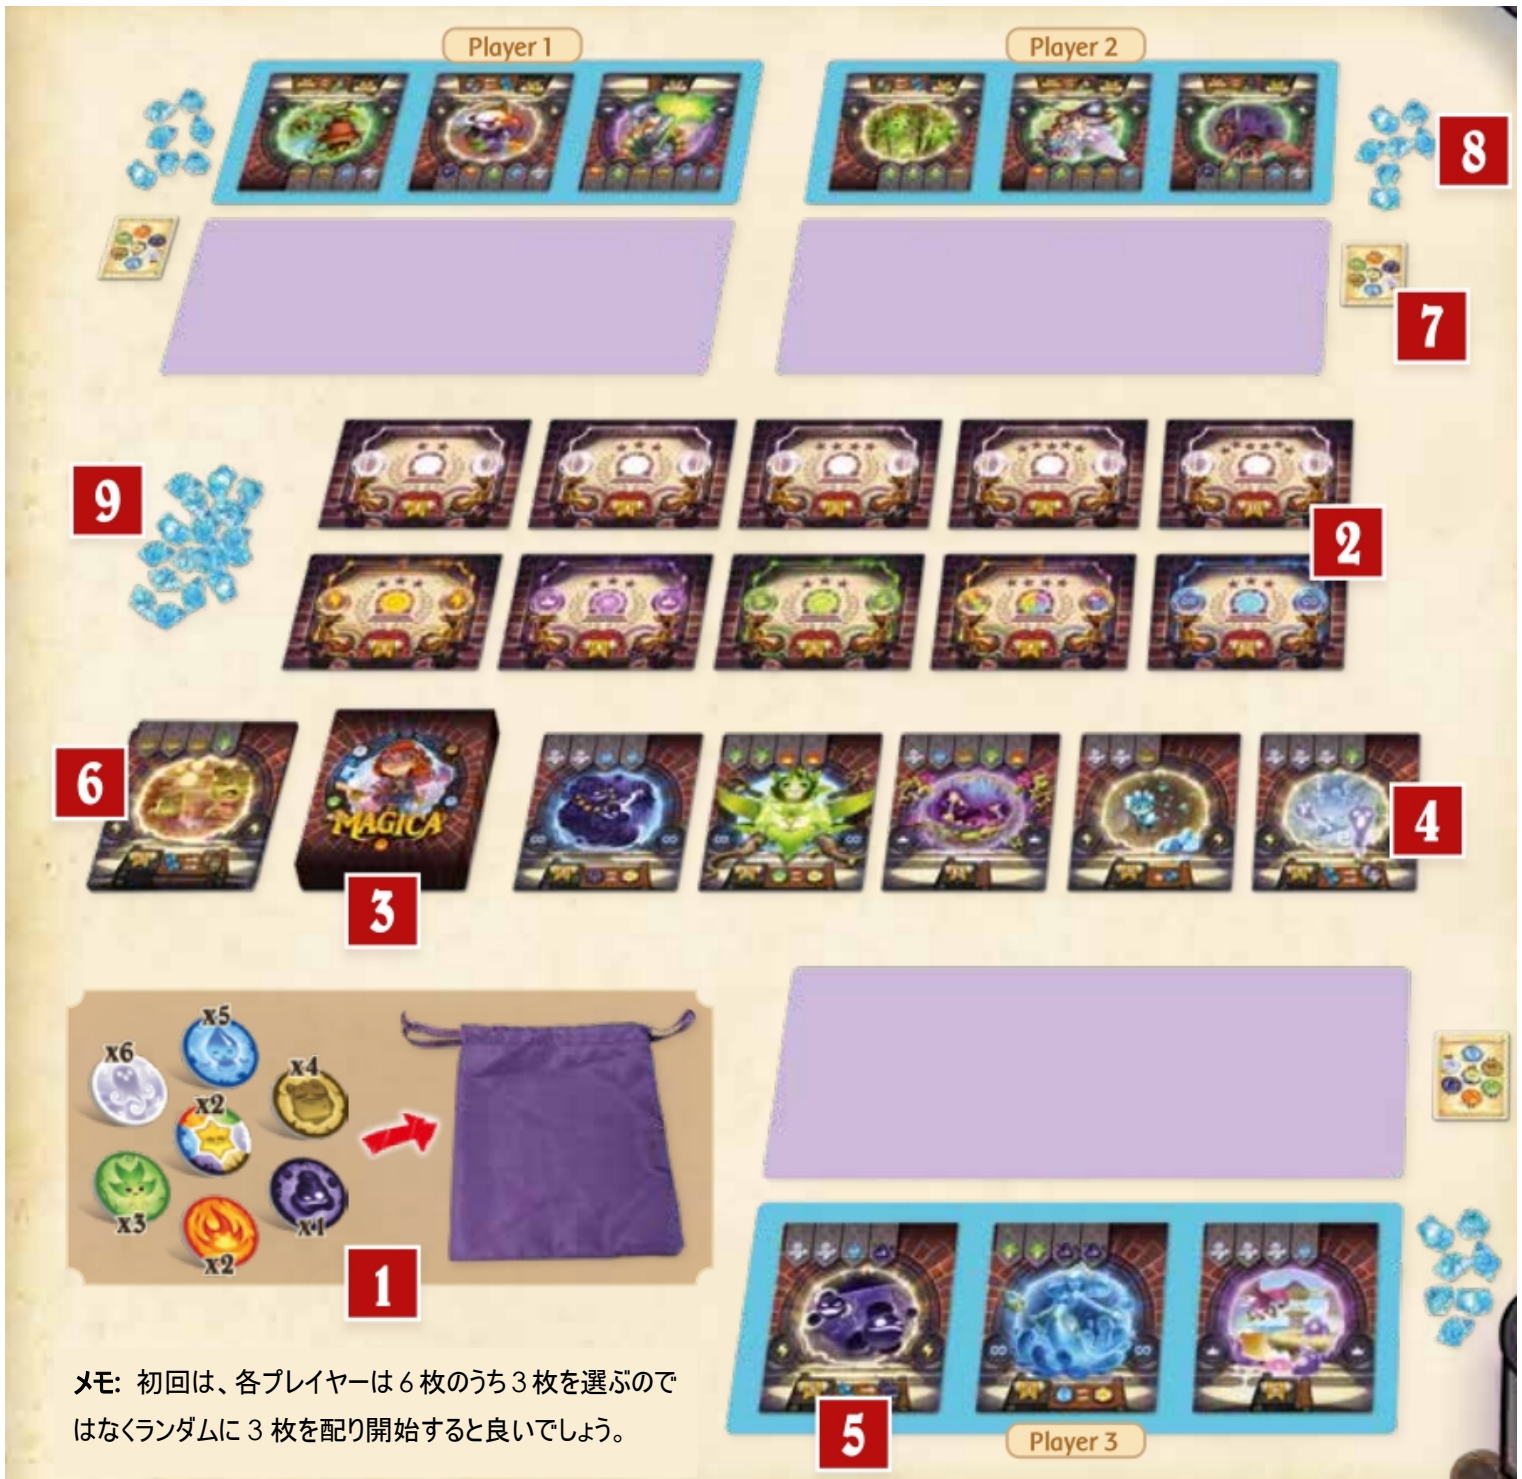 Player 1
Player 2
8
7
9
2
6
MAGICA
3
4
x5
x6
x4
x2
x3
x1
x2
1
メモ: 初回は、各プレイヤーは6枚のうち3枚を選ぶので
はなくランダムに3枚を配り開始すると良いでしょう。
5
Player 3